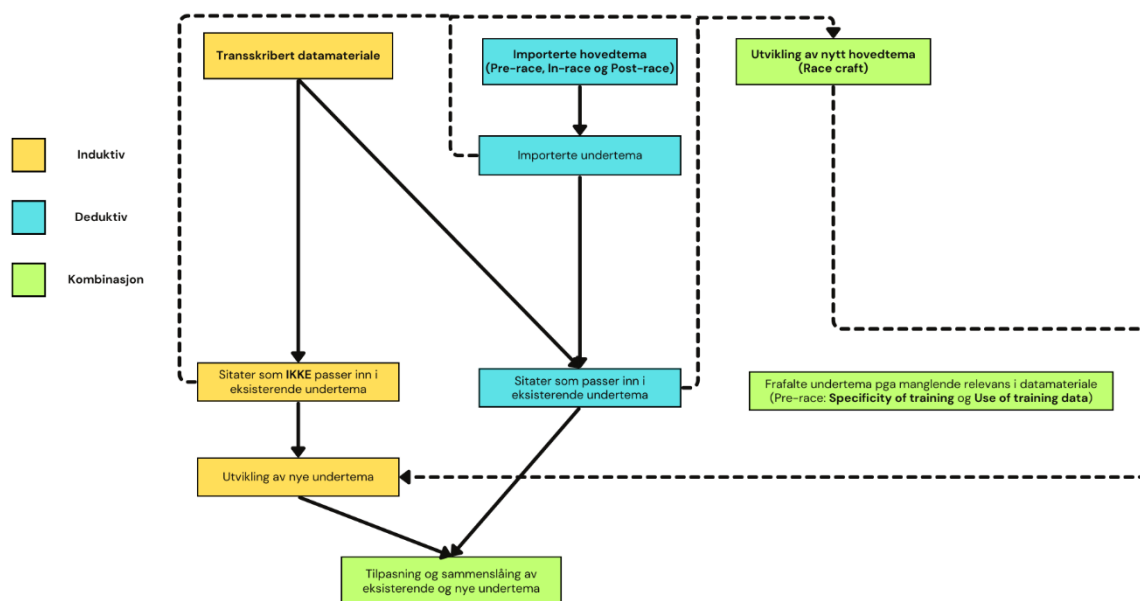 Transskribert datamateriale
Importerte hovedtema
(Pre-race, In-race og Post-race)
Utvikling av nytt hovedtema
(Race craft)
Importerte undertema
Induktiv
Deduktiv
Kombinasjon
Sitater som IKKE passer inn i
eksisterende undertema
Sitater som passer inn i
eksisterende undertema
Frafalte undertema pga manglende relevans i datamateriale
(Pre-race: Specificity of training og Use of training data)
Utvikling av nye undertema
Tilpasning og sammenslåing av
eksisterende og nye undertema